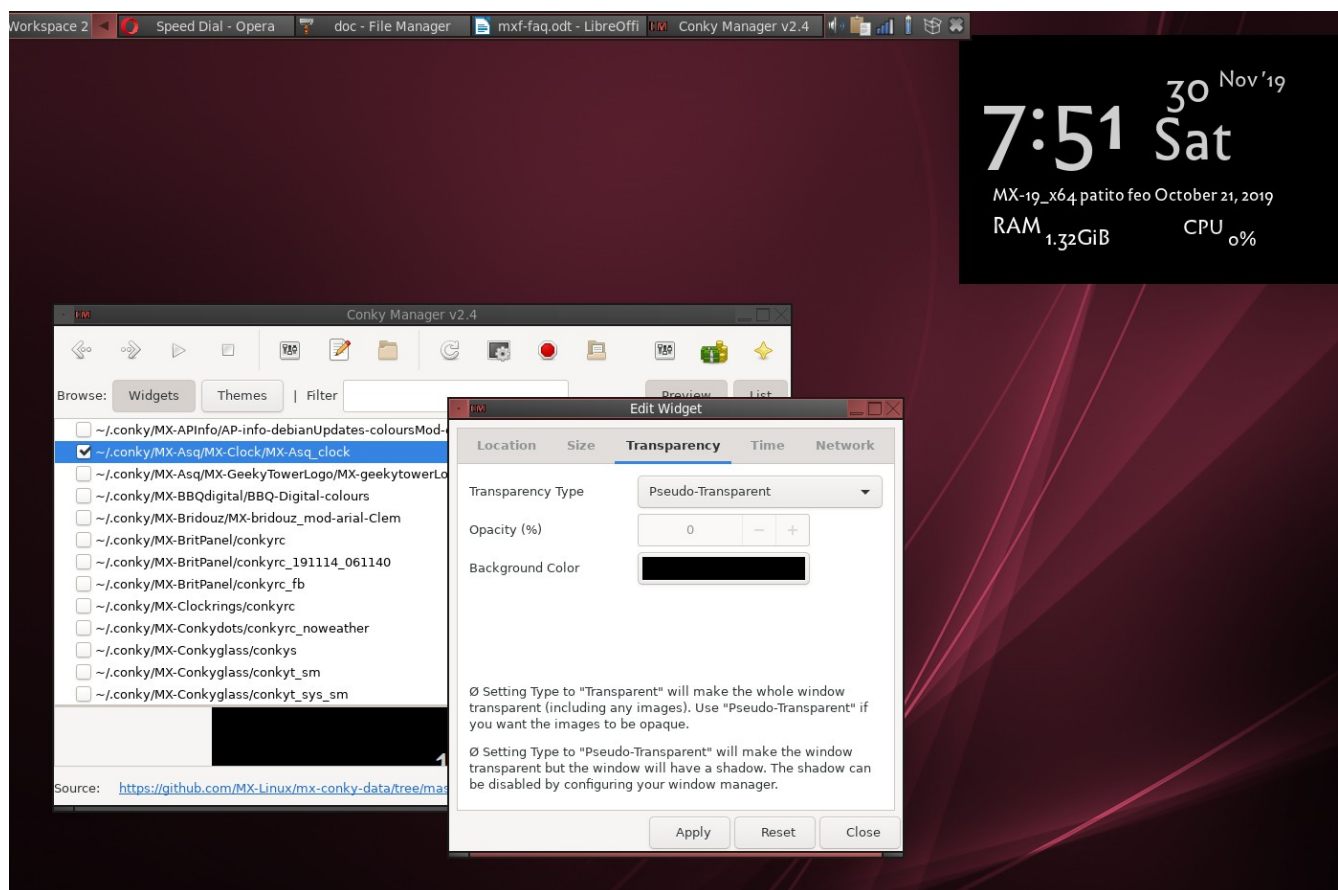 Workspace 2 Speed Dial - Opera doc - File Manager mxf-faq.odt - LibreOffi Conky Manager v2.4
30 Nov '19
7:51 Sat
MX-19_x64 patito feo October 21, 2019
RAM 1.32GiB CPU 0%
Conky Manager v2.4
Browse: Widgets Themes | Filter Preview List
~/.conky/MX-APInfo/AP-info-debianUpdates-coloursMod-
~/.conky/MX-Asq/MX-Clock/MX-Asq_clock
~/.conky/MX-Asq/MX-GeekyTowerLogo/MX-geekytowerLo
~/.conky/MX-BBQdigital/BBQ-Digital-colours
~/.conky/MX-Bridouz/MX-bridouz_mod-arial-Clem
~/.conky/MX-BritPanel/conkyrc
~/.conky/MX-BritPanel/conkyrc_191114_061140
~/.conky/MX-BritPanel/conkyrc_fb
~/.conky/MX-Clockrings/conkyrc
~/.conky/MX-Conkydots/conkyrc_noweather
~/.conky/MX-Conkyglass/conkys
~/.conky/MX-Conkyglass/conkyt_sm
~/.conky/MX-Conkyglass/conkyt_sys_sm
Source: https://github.com/MX-Linux/mx-conky-data/tree/mas
Edit Widget
Location Size Transparency Time Network
Transparency Type Pseudo-Transparent
Opacity (%) 0
Background Color
Ø Setting Type to "Transparent" will make the whole window
transparent (including any images). Use "Pseudo-Transparent" if
you want the images to be opaque.
Ø Setting Type to "Pseudo-Transparent" will make the window
transparent but the window will have a shadow. The shadow can
be disabled by configuring your window manager.
Apply Reset Close